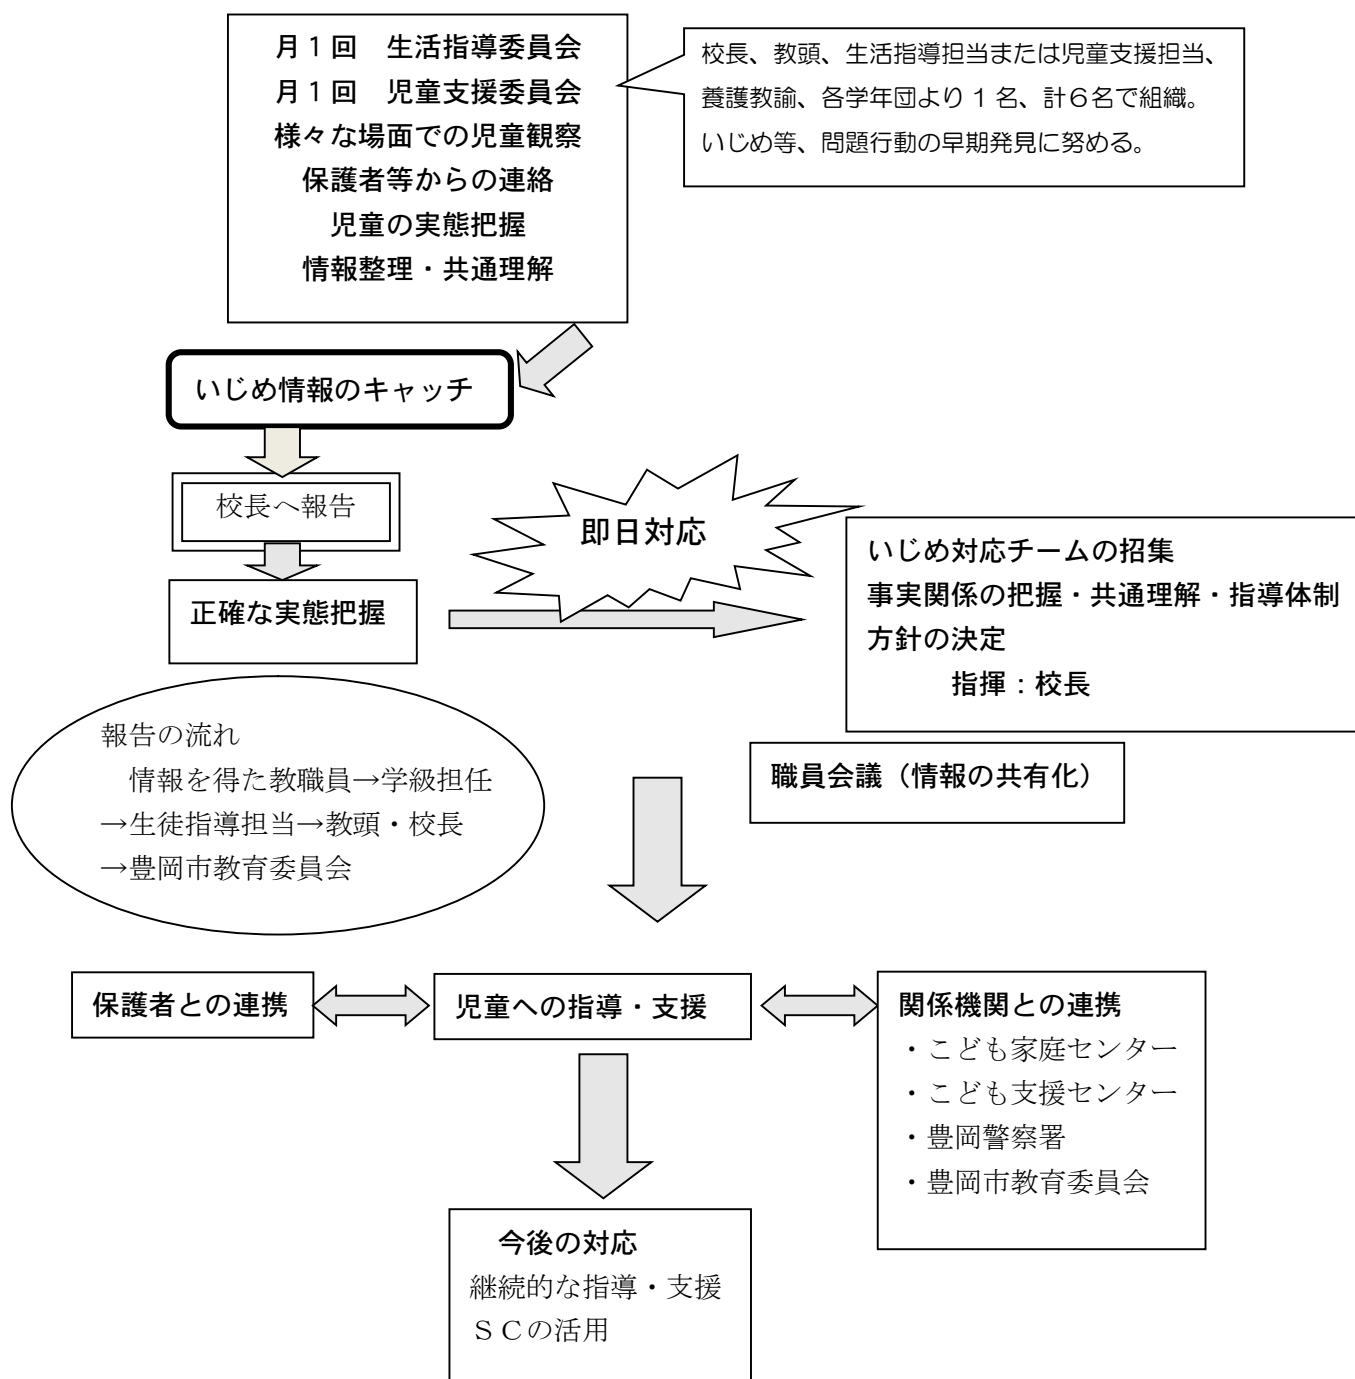 月１回　生活指導委員会
月１回　児童支援委員会
様々な場面での児童観察
保護者等からの連絡
児童の実態把握
情報整理・共通理解
校長、教頭、生活指導担当または児童支援担当、
養護教諭、各学年団より１名、計６名で組織。
いじめ等、問題行動の早期発見に努める。
いじめ情報のキャッチ
校長へ報告
即日対応
正確な実態把握
いじめ対応チームの招集
事実関係の把握・共通理解・指導体制
方針の決定
指揮：校長
報告の流れ
情報を得た教職員→学級担任
→生徒指導担当→教頭・校長
→豊岡市教育委員会
職員会議（情報の共有化）
保護者との連携
児童への指導・支援
関係機関との連携
・こども家庭センター
・こども支援センター
・豊岡警察署
・豊岡市教育委員会
今後の対応
継続的な指導・支援
ＳＣの活用